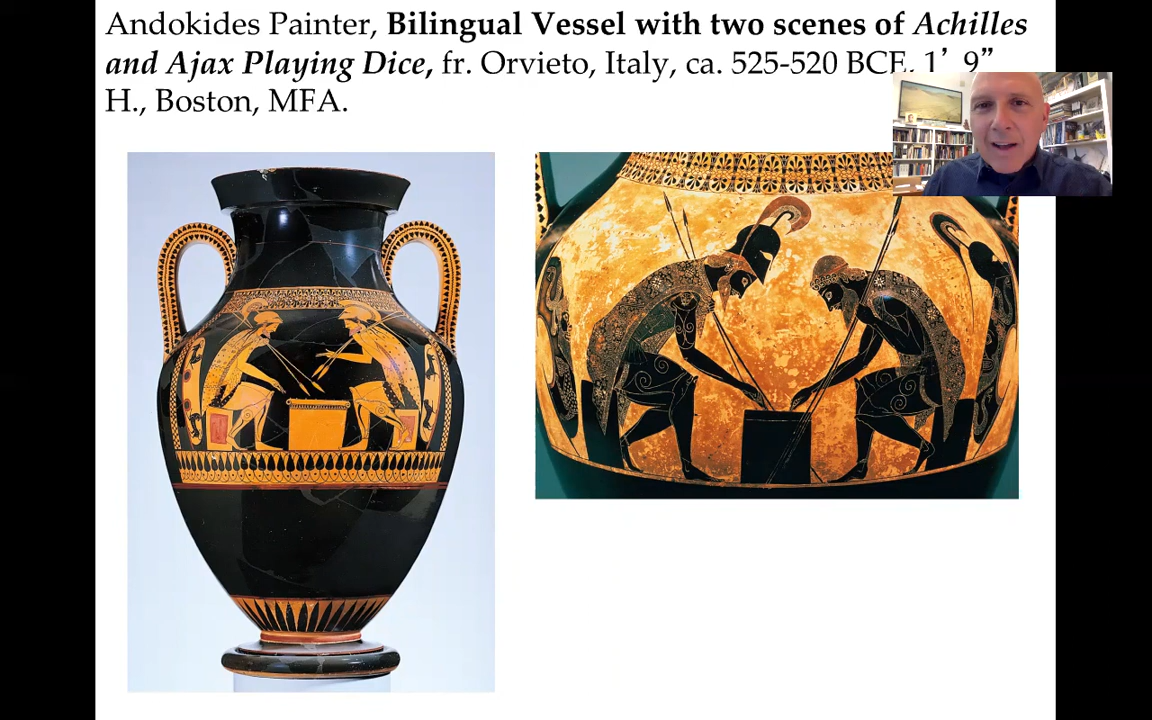 Andokides Painter, Bilingual Vessel with two scenes of Achilles
and Ajax Playing Dice, fr. Orvieto, Italy, ca. 525-520 BCE, 1’ 9”
H., Boston, MFA.